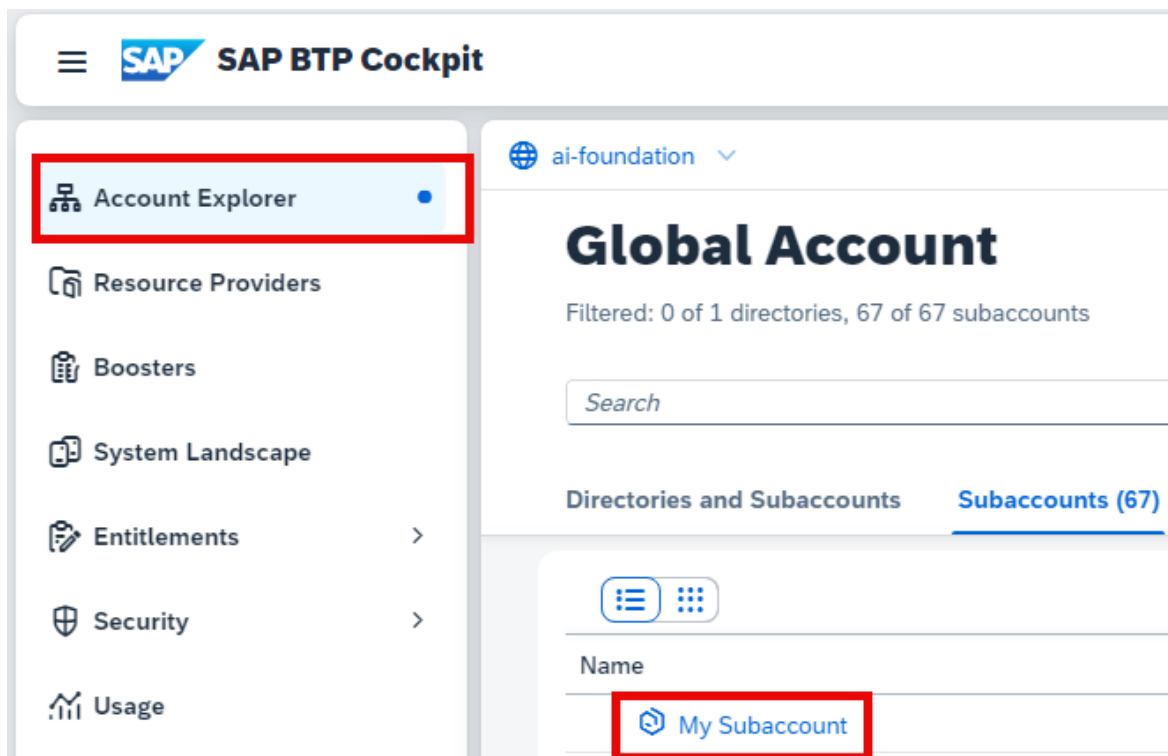 SAP SAP BTP Cockpit
Account Explorer
Resource Providers
Boosters
System Landscape
Entitlements
Security
Usage
ai-foundation
Global Account
Filtered: 0 of 1 directories, 67 of 67 subaccounts
Search
Directories and Subaccounts Subaccounts (67)
Name
My Subaccount